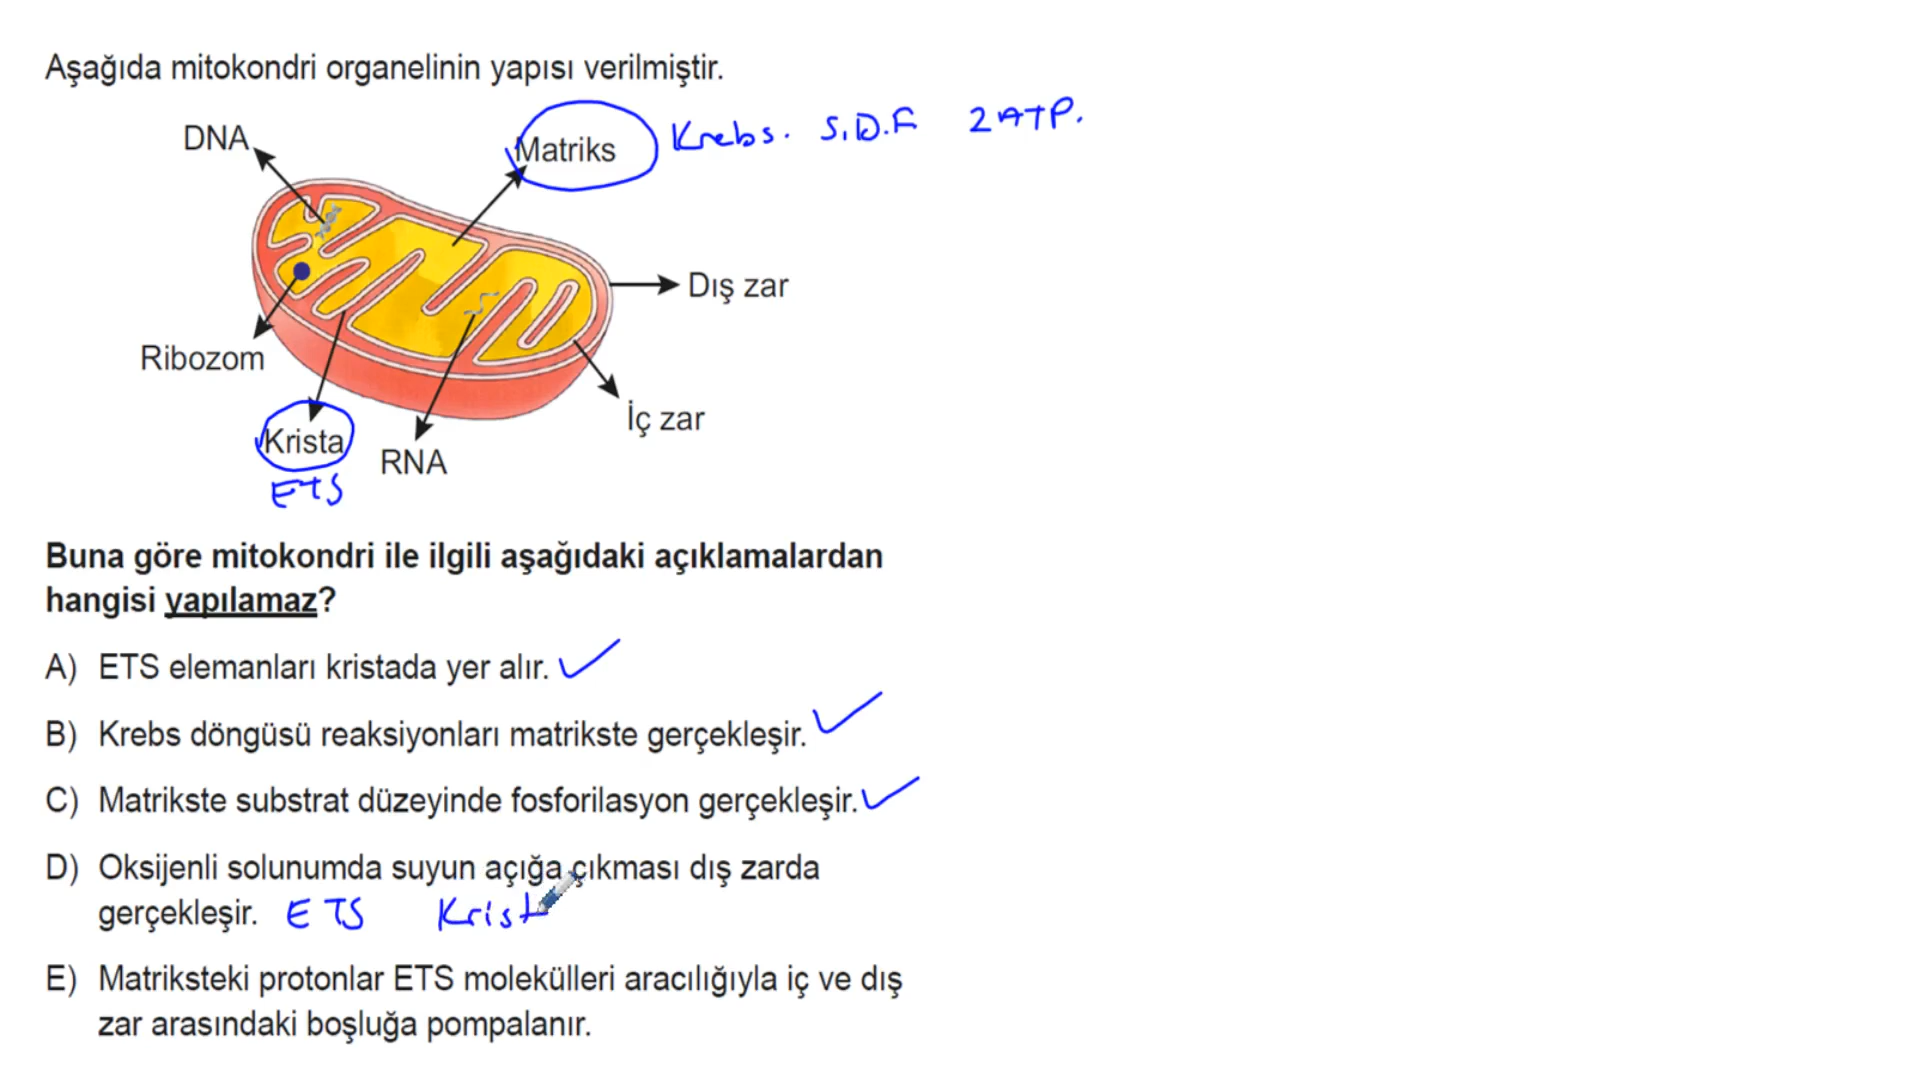 Aşağıda mitokondri organelinin yapısı verilmiştir.
DNA
Matriks
Krebs. S.D.F 2 ATP.
Dış zar
Ribozom
İç zar
Krista
RNA
ETS
Buna göre mitokondri ile ilgili aşağıdaki açıklamalardan
hangisi yapılamaz?
A) ETS elemanları kristada yer alır.
B) Krebs döngüsü reaksiyonları matrikste gerçekleşir.
C) Matrikste substrat düzeyinde fosforilasyon gerçekleşir.
D) Oksijenli solunumda suyun açığa çıkması dış zarda
gerçekleşir. ETS Krist
E) Matriksteki protonlar ETS molekülleri aracılığıyla iç ve dış
zar arasındaki boşluğa pompalanır.